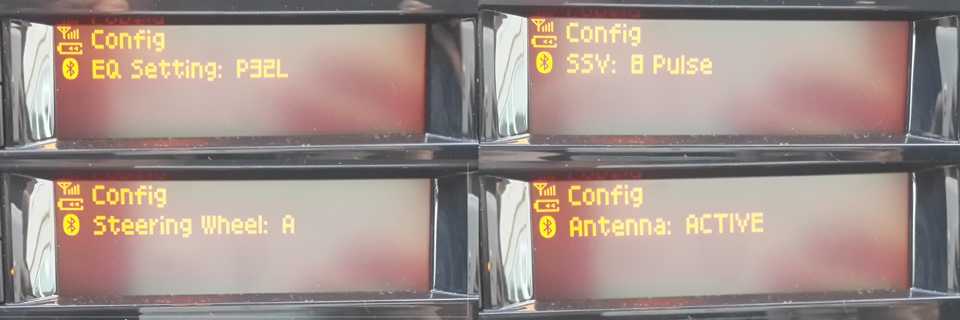 Config
EQ Setting: P32L
Config
SSV: 8 Pulse
Config
Steering Wheel: A
Config
Antenna: ACTIVE